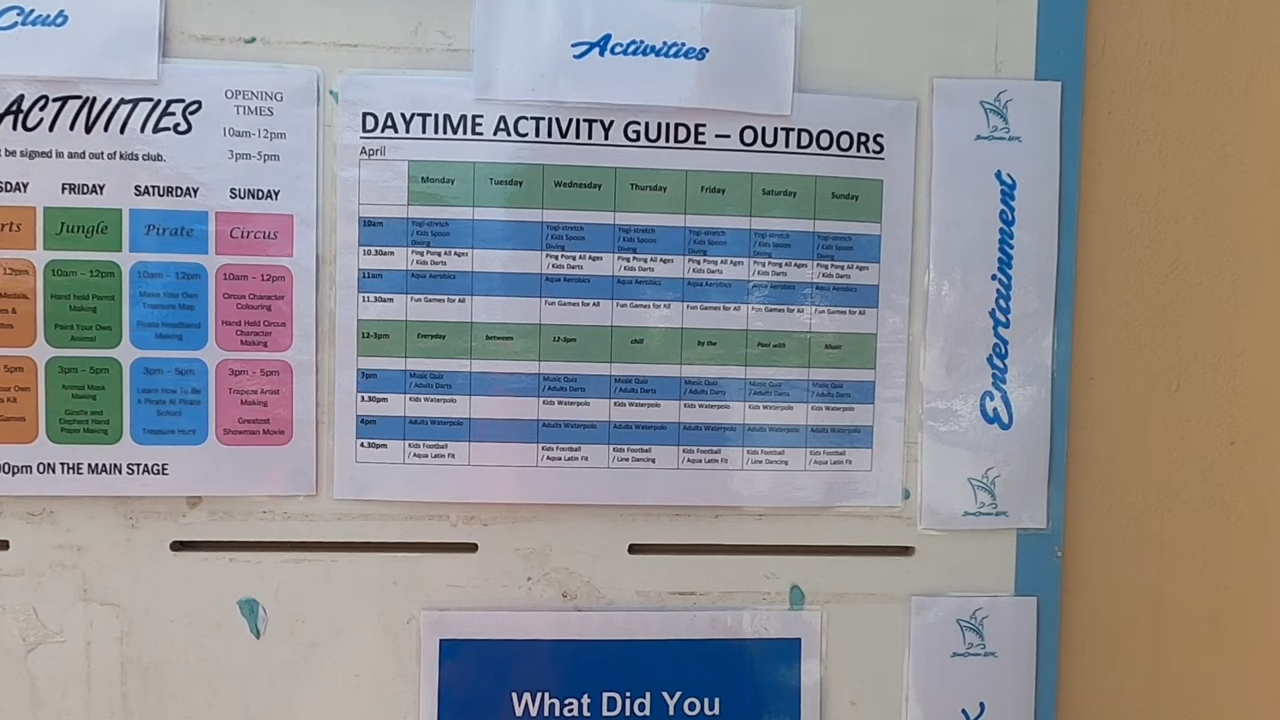 Club
Activities
ACTIVITIES
OPENING
TIMES
10am-12pm
3pm-5pm
be signed in and out of kids club.
FRIDAY
SATURDAY
SUNDAY
Jungle
Pirate
Circus
12pm
10am – 12pm
Hand held Parrot
Making
Paint Your Own
Animal
10am – 12pm
Make Your Own
Treasure Map
Pirate Headband
Making
10am – 12pm
Circus Character
Colouring
Hand Held Circus
Character
Making
5pm
3pm – 5pm
Animal Mask
Making
Giraffe and
Elephant Hand
Paper Making
3pm – 5pm
Learn How To Be
A Pirate At Pirate
School
Treasure Hunt
3pm – 5pm
Trapeze Artist
Making
Greatest
Showman Movie
ON THE MAIN STAGE
DAYTIME ACTIVITY GUIDE – OUTDOORS
April
Monday Tuesday Wednesday Thursday Friday Saturday Sunday
10am Yogi-stretch / Kids Spoon Diving Yogi-stretch / Kids Spoon Diving Yogi-stretch / Kids Spoon Diving Yogi-stretch / Kids Spoon Diving Yogi-stretch / Kids Spoon Diving Yogi-stretch / Kids Spoon Diving
10.30am Ping Pong All Ages / Kids Darts Ping Pong All Ages / Kids Darts Ping Pong All Ages / Kids Darts Ping Pong All Ages / Kids Darts Ping Pong All Ages / Kids Darts Ping Pong All Ages / Kids Darts
11am Aqua Aerobics Aqua Aerobics Aqua Aerobics Aqua Aerobics Aqua Aerobics Aqua Aerobics
11.30am Fun Games for All Fun Games for All Fun Games for All Fun Games for All Fun Games for All Fun Games for All
12-3pm Everyday between 12-3pm chill by the Pool with Music
3pm Music Quiz / Adults Darts Music Quiz / Adults Darts Music Quiz / Adults Darts Music Quiz / Adults Darts Music Quiz / Adults Darts Music Quiz / Adults Darts
3.30pm Kids Waterpolo Kids Waterpolo Kids Waterpolo Kids Waterpolo Kids Waterpolo Kids Waterpolo
4pm Adults Waterpolo Adults Waterpolo Adults Waterpolo Adults Waterpolo Adults Waterpolo Adults Waterpolo
4.30pm Kids Football / Aqua Latin Fit Kids Football / Aqua Latin Fit Kids Football / Line Dancing Kids Football / Aqua Latin Fit Kids Football / Line Dancing Kids Football / Aqua Latin Fit
Entertainment
What Did You